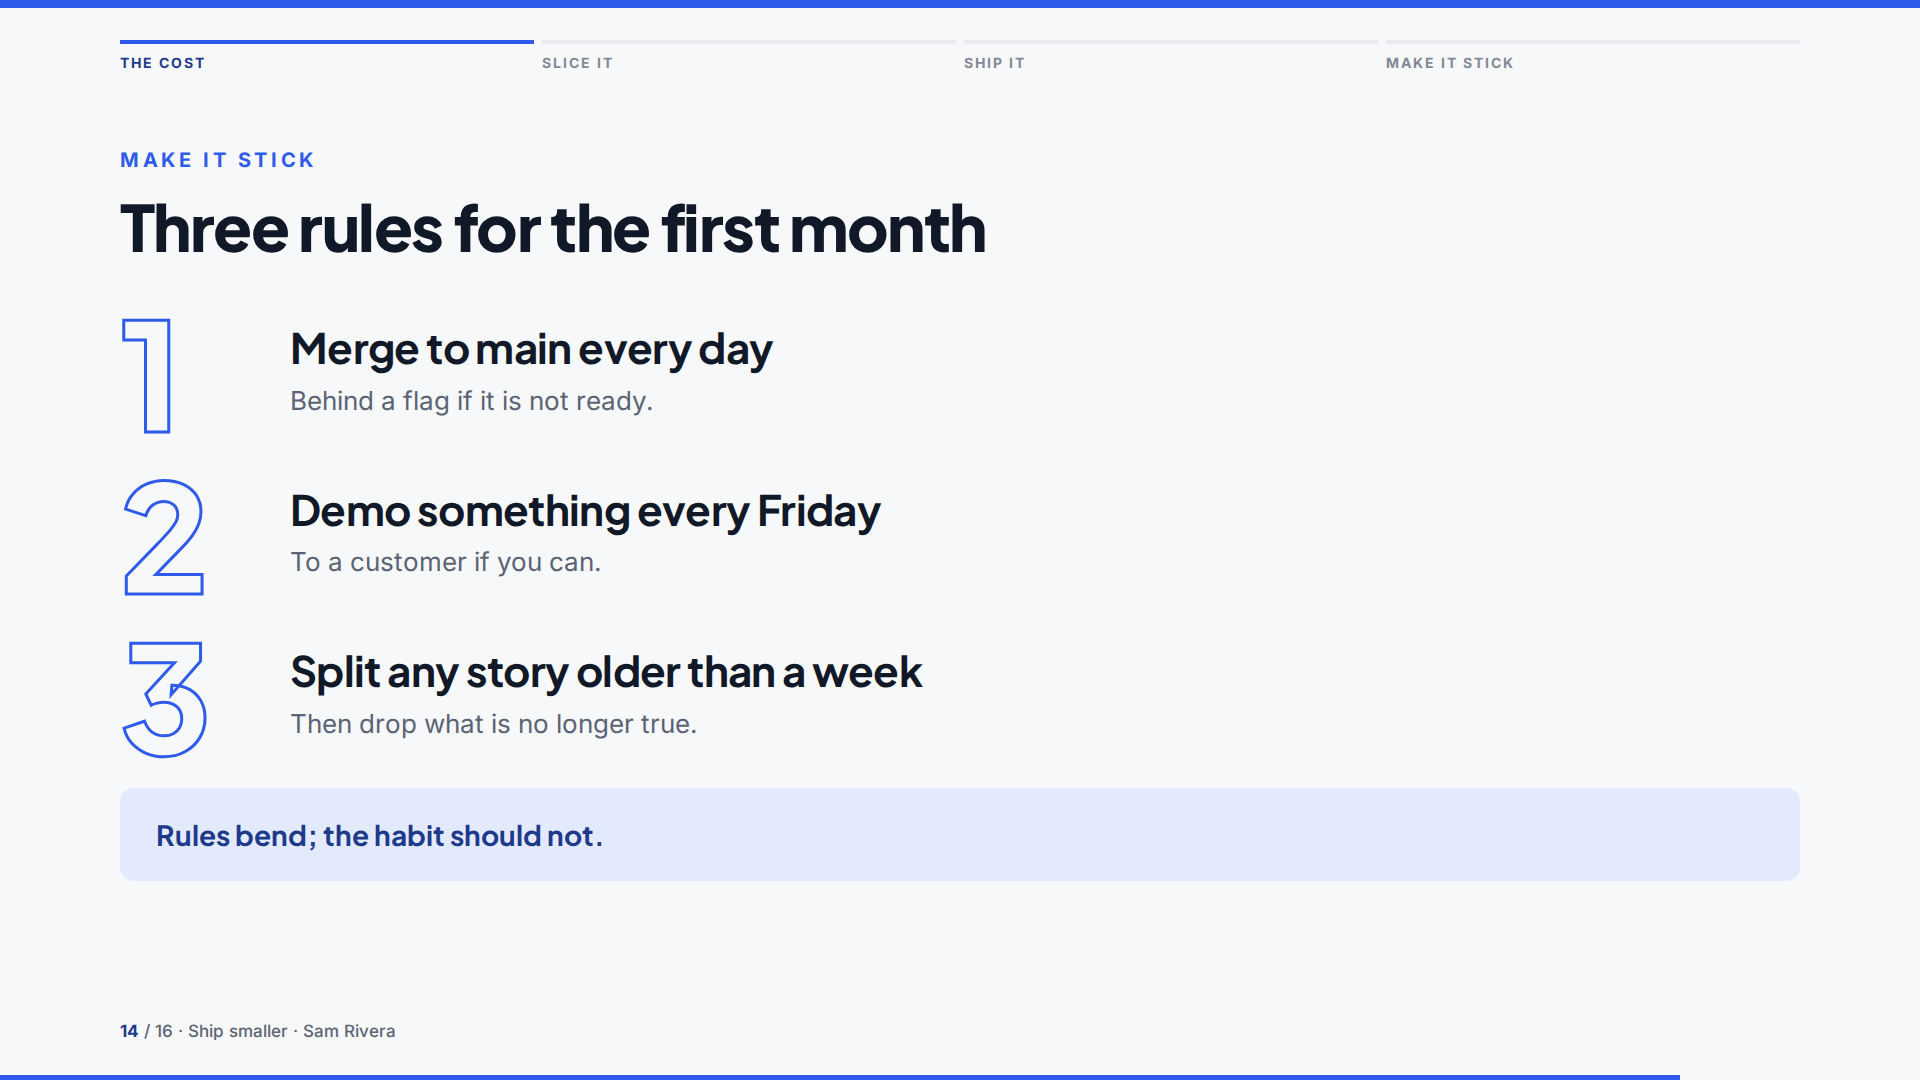 THE COST
SLICE IT
SHIP IT
MAKE IT STICK
MAKE IT STICK
Three rules for the first month
1
Merge to main every day
Behind a flag if it is not ready.
2
Demo something every Friday
To a customer if you can.
3
Split any story older than a week
Then drop what is no longer true.
Rules bend; the habit should not.
14 / 16 · Ship smaller · Sam Rivera